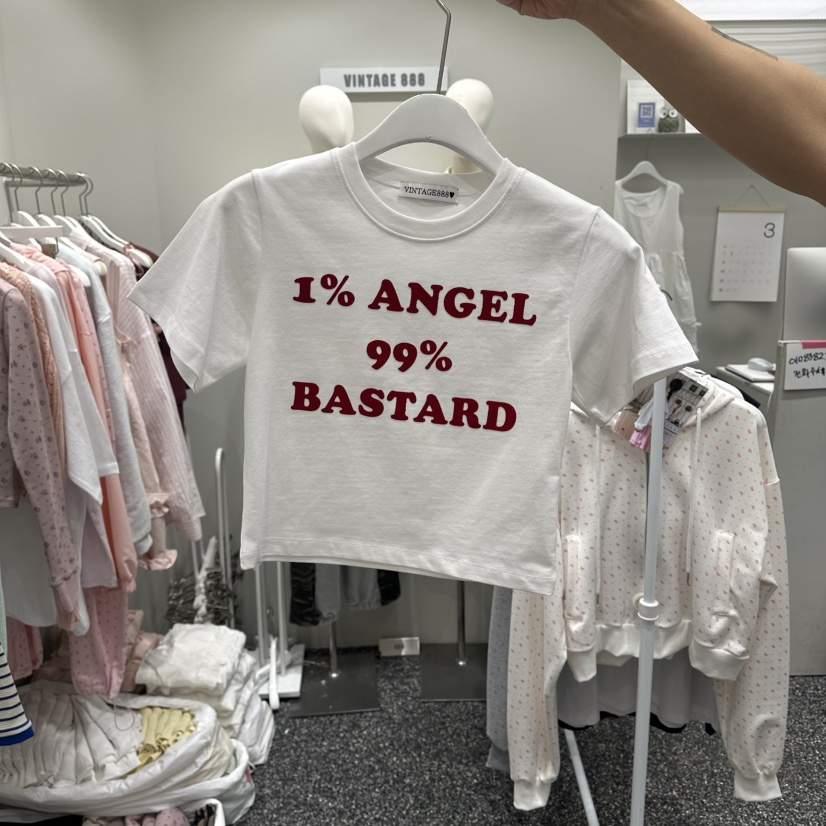 VINTAGE 888
VINTAGE888♥
1% ANGEL
99%
BASTARD
3